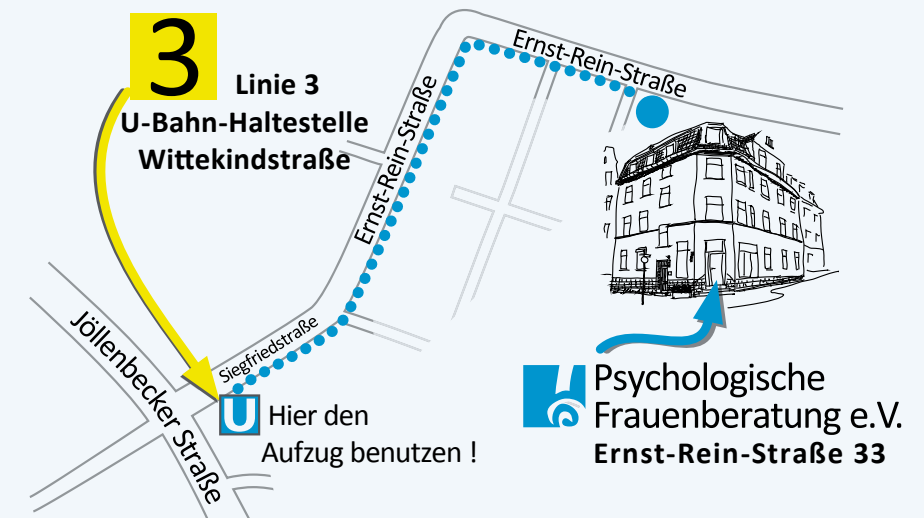 3
Linie 3
U-Bahn-Haltestelle
Wittekindstraße
Ernst-Rein-Straße
Ernst-Rein-Straße
Siegfriedstraße
Jöllenbecker Straße
U
Hier den
Aufzug benutzen !
Psychologische
Frauenberatung e.V.
Ernst-Rein-Straße 33